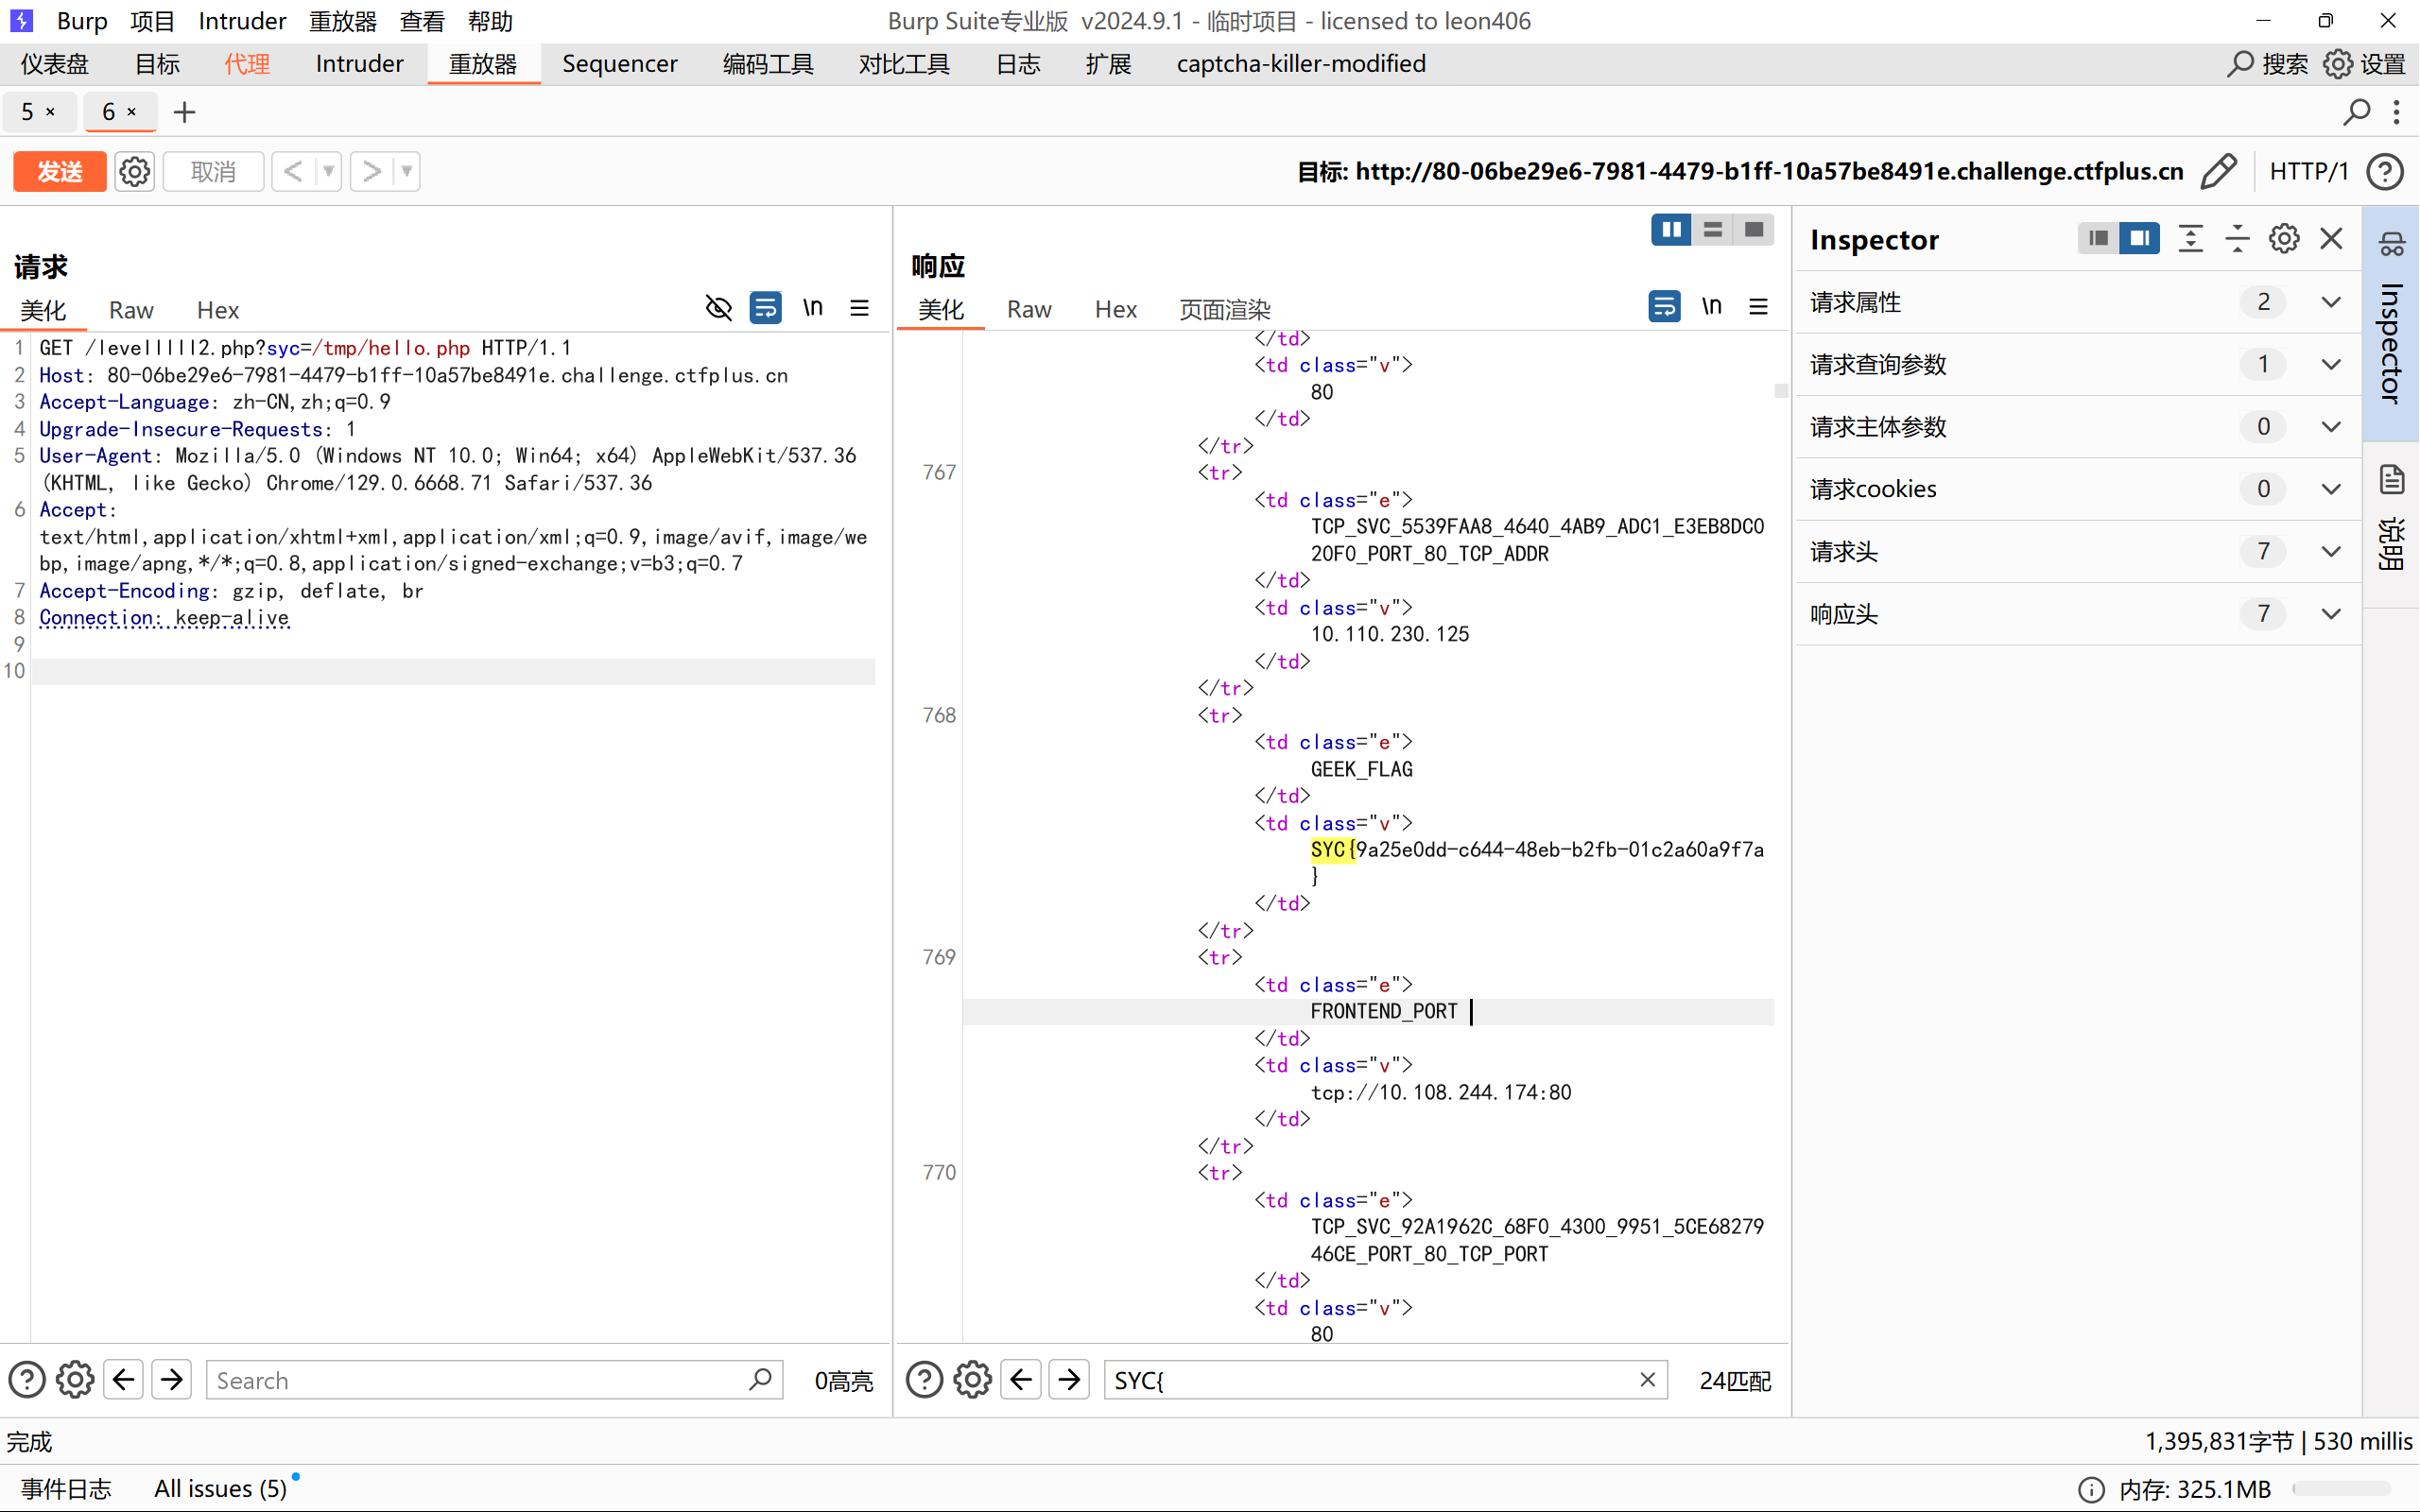 Burp 项目 Intruder 重放器 查看 帮助
Burp Suite专业版 v2024.9.1 - 临时项目 - licensed to leon406
仪表盘 目标 代理 Intruder 重放器 Sequencer 编码工具 对比工具 日志 扩展 captcha-killer-modified
搜索 设置
5 × 6 × +
发送 取消 < >
目标: http://80-06be29e6-7981-4479-b1ff-10a57be8491e.challenge.ctfplus.cn HTTP/1
请求
美化 Raw Hex \n
1 GET /levelllll2.php?syc=/tmp/hello.php HTTP/1.1
2 Host: 80-06be29e6-7981-4479-b1ff-10a57be8491e.challenge.ctfplus.cn
3 Accept-Language: zh-CN,zh;q=0.9
4 Upgrade-Insecure-Requests: 1
5 User-Agent: Mozilla/5.0 (Windows NT 10.0; Win64; x64) AppleWebKit/537.36
(KHTML, like Gecko) Chrome/129.0.6668.71 Safari/537.36
6 Accept:
text/html,application/xhtml+xml,application/xml;q=0.9,image/avif,image/we
bp,image/apng,*/*;q=0.8,application/signed-exchange;v=b3;q=0.7
7 Accept-Encoding: gzip, deflate, br
8 Connection: keep-alive
9
10
Search 0高亮
响应
美化 Raw Hex 页面渲染 \n
</td>
<td class="v">
80
</td>
</tr>
767 <tr>
<td class="e">
TCP_SVC_5539FAA8_4640_4AB9_ADC1_E3EB8DC0
20F0_PORT_80_TCP_ADDR
</td>
<td class="v">
10.110.230.125
</td>
</tr>
768 <tr>
<td class="e">
GEEK_FLAG
</td>
<td class="v">
SYC{9a25e0dd-c644-48eb-b2fb-01c2a60a9f7a
}
</td>
</tr>
769 <tr>
<td class="e">
FRONTEND_PORT
</td>
<td class="v">
tcp://10.108.244.174:80
</td>
</tr>
770 <tr>
<td class="e">
TCP_SVC_92A1962C_68F0_4300_9951_5CE68279
46CE_PORT_80_TCP_PORT
</td>
<td class="v">
80
SYC{ 24匹配
Inspector
请求属性 2
请求查询参数 1
请求主体参数 0
请求cookies 0
请求头 7
响应头 7
Inspector
说明
完成
1,395,831字节 | 530 millis
事件日志 All issues (5)
内存: 325.1MB